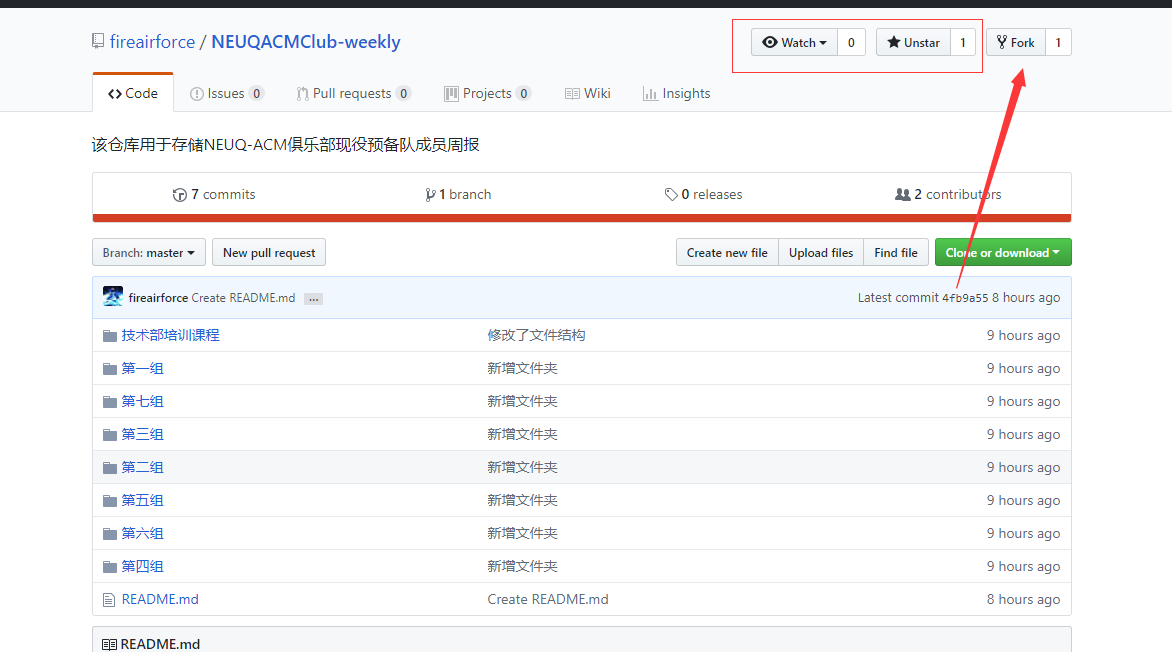 fireairforce / NEUQACMClub-weekly
Watch 0 Unstar 1 Fork 1
Code Issues 0 Pull requests 0 Projects 0 Wiki Insights
该仓库用于存储NEUQ-ACM俱乐部现役预备队成员周报
7 commits 1 branch 0 releases 2 contributors
Branch: master New pull request Create new file Upload files Find file Clone or download
fireairforce Create README.md ... Latest commit 4fb9a55 8 hours ago
技术部培训课程 修改了文件结构 9 hours ago
第一组 新增文件夹 9 hours ago
第七组 新增文件夹 9 hours ago
第三组 新增文件夹 9 hours ago
第二组 新增文件夹 9 hours ago
第五组 新增文件夹 9 hours ago
第六组 新增文件夹 9 hours ago
第四组 新增文件夹 9 hours ago
README.md Create README.md 8 hours ago
README.md